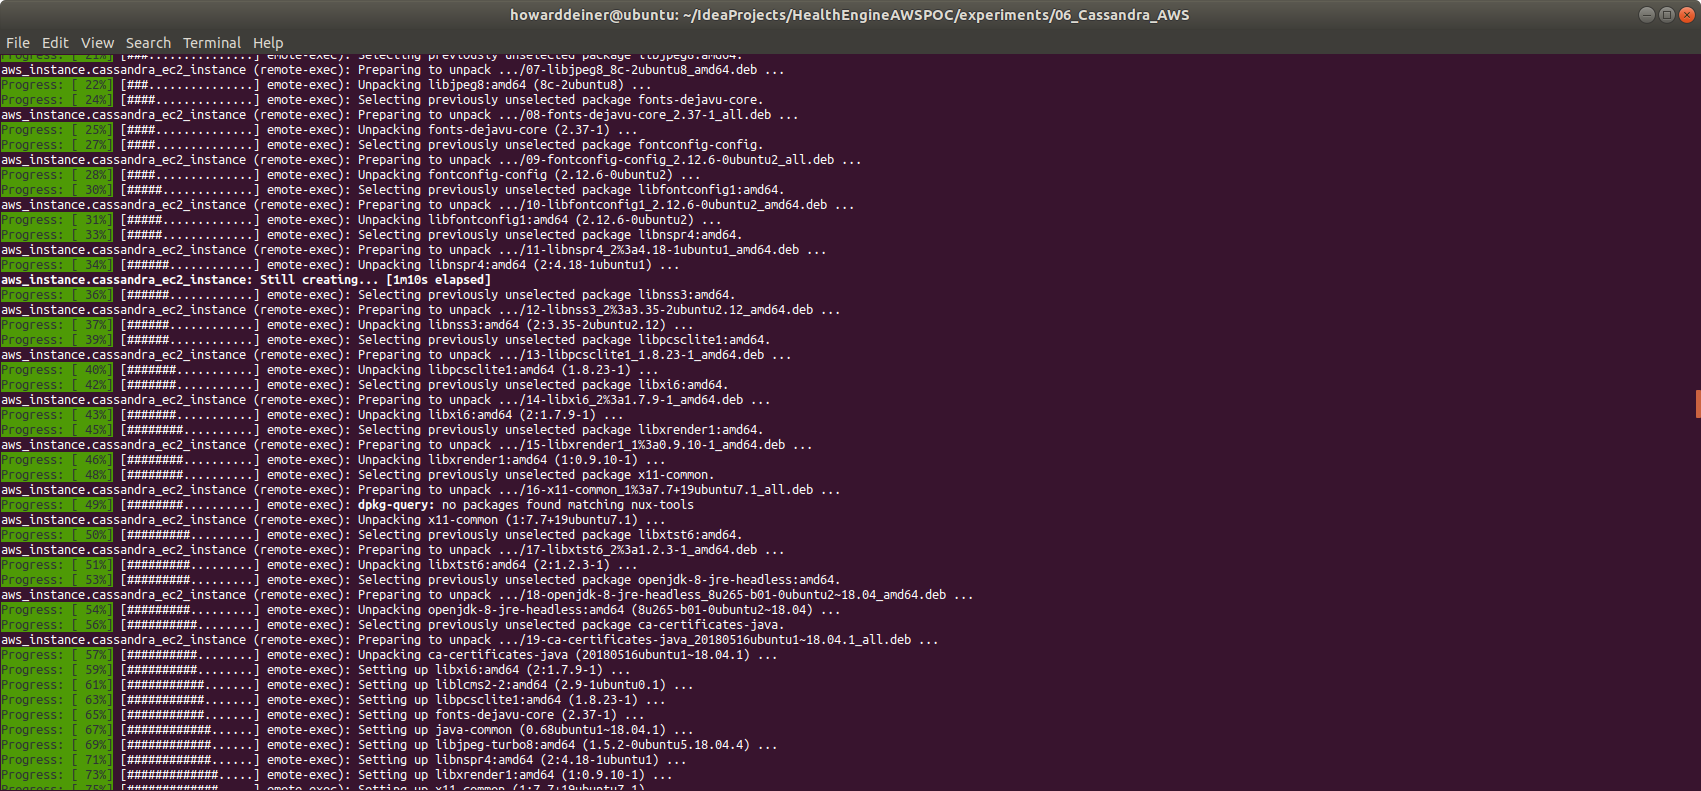 howarddeiner@ubuntu: ~/IdeaProjects/HealthEngineAWSPOC/experiments/06_Cassandra_AWS
File Edit View Search Terminal Help
Progress: [ 21%] [###...............] emote-exec): Selecting previously unselected package libjpeg8:amd64.
aws_instance.cassandra_ec2_instance (remote-exec): Preparing to unpack .../07-libjpeg8_8c-2ubuntu8_amd64.deb ...
Progress: [ 22%] [###...............] emote-exec): Unpacking libjpeg8:amd64 (8c-2ubuntu8) ...
Progress: [ 24%] [####..............] emote-exec): Selecting previously unselected package fonts-dejavu-core.
aws_instance.cassandra_ec2_instance (remote-exec): Preparing to unpack .../08-fonts-dejavu-core_2.37-1_all.deb ...
Progress: [ 25%] [####..............] emote-exec): Unpacking fonts-dejavu-core (2.37-1) ...
Progress: [ 27%] [####..............] emote-exec): Selecting previously unselected package fontconfig-config.
aws_instance.cassandra_ec2_instance (remote-exec): Preparing to unpack .../09-fontconfig-config_2.12.6-0ubuntu2_all.deb ...
Progress: [ 28%] [####..............] emote-exec): Unpacking fontconfig-config (2.12.6-0ubuntu2) ...
Progress: [ 30%] [#####.............] emote-exec): Selecting previously unselected package libfontconfig1:amd64.
aws_instance.cassandra_ec2_instance (remote-exec): Preparing to unpack .../10-libfontconfig1_2.12.6-0ubuntu2_amd64.deb ...
Progress: [ 31%] [#####.............] emote-exec): Unpacking libfontconfig1:amd64 (2.12.6-0ubuntu2) ...
Progress: [ 33%] [#####.............] emote-exec): Selecting previously unselected package libnspr4:amd64.
aws_instance.cassandra_ec2_instance (remote-exec): Preparing to unpack .../11-libnspr4_2%3a4.18-1ubuntu1_amd64.deb ...
Progress: [ 34%] [######............] emote-exec): Unpacking libnspr4:amd64 (2:4.18-1ubuntu1) ...
aws_instance.cassandra_ec2_instance: Still creating... [1m10s elapsed]
Progress: [ 36%] [######............] emote-exec): Selecting previously unselected package libnss3:amd64.
aws_instance.cassandra_ec2_instance (remote-exec): Preparing to unpack .../12-libnss3_2%3a3.35-2ubuntu2.12_amd64.deb ...
Progress: [ 37%] [######............] emote-exec): Unpacking libnss3:amd64 (2:3.35-2ubuntu2.12) ...
Progress: [ 39%] [######............] emote-exec): Selecting previously unselected package libpcsclite1:amd64.
aws_instance.cassandra_ec2_instance (remote-exec): Preparing to unpack .../13-libpcsclite1_1.8.23-1_amd64.deb ...
Progress: [ 40%] [#######...........] emote-exec): Unpacking libpcsclite1:amd64 (1.8.23-1) ...
Progress: [ 42%] [#######...........] emote-exec): Selecting previously unselected package libxi6:amd64.
aws_instance.cassandra_ec2_instance (remote-exec): Preparing to unpack .../14-libxi6_2%3a1.7.9-1_amd64.deb ...
Progress: [ 43%] [#######...........] emote-exec): Unpacking libxi6:amd64 (2:1.7.9-1) ...
Progress: [ 45%] [########..........] emote-exec): Selecting previously unselected package libxrender1:amd64.
aws_instance.cassandra_ec2_instance (remote-exec): Preparing to unpack .../15-libxrender1_1%3a0.9.10-1_amd64.deb ...
Progress: [ 46%] [########..........] emote-exec): Unpacking libxrender1:amd64 (1:0.9.10-1) ...
Progress: [ 48%] [########..........] emote-exec): Selecting previously unselected package x11-common.
aws_instance.cassandra_ec2_instance (remote-exec): Preparing to unpack .../16-x11-common_1%3a7.7+19ubuntu7.1_all.deb ...
Progress: [ 49%] [########..........] emote-exec): dpkg-query: no packages found matching nux-tools
aws_instance.cassandra_ec2_instance (remote-exec): Unpacking x11-common (1:7.7+19ubuntu7.1) ...
Progress: [ 50%] [#########.........] emote-exec): Selecting previously unselected package libxtst6:amd64.
aws_instance.cassandra_ec2_instance (remote-exec): Preparing to unpack .../17-libxtst6_2%3a1.2.3-1_amd64.deb ...
Progress: [ 51%] [#########.........] emote-exec): Unpacking libxtst6:amd64 (2:1.2.3-1) ...
Progress: [ 53%] [#########.........] emote-exec): Selecting previously unselected package openjdk-8-jre-headless:amd64.
aws_instance.cassandra_ec2_instance (remote-exec): Preparing to unpack .../18-openjdk-8-jre-headless_8u265-b01-0ubuntu2~18.04_amd64.deb ...
Progress: [ 54%] [#########.........] emote-exec): Unpacking openjdk-8-jre-headless:amd64 (8u265-b01-0ubuntu2~18.04) ...
Progress: [ 56%] [##########........] emote-exec): Selecting previously unselected package ca-certificates-java.
aws_instance.cassandra_ec2_instance (remote-exec): Preparing to unpack .../19-ca-certificates-java_20180516ubuntu1~18.04.1_all.deb ...
Progress: [ 57%] [##########........] emote-exec): Unpacking ca-certificates-java (20180516ubuntu1~18.04.1) ...
Progress: [ 59%] [##########........] emote-exec): Setting up libxi6:amd64 (2:1.7.9-1) ...
Progress: [ 61%] [###########.......] emote-exec): Setting up liblcms2-2:amd64 (2.9-1ubuntu0.1) ...
Progress: [ 63%] [###########.......] emote-exec): Setting up libpcsclite1:amd64 (1.8.23-1) ...
Progress: [ 65%] [###########.......] emote-exec): Setting up fonts-dejavu-core (2.37-1) ...
Progress: [ 67%] [############......] emote-exec): Setting up java-common (0.68ubuntu1~18.04.1) ...
Progress: [ 69%] [############......] emote-exec): Setting up libjpeg-turbo8:amd64 (1.5.2-0ubuntu5.18.04.4) ...
Progress: [ 71%] [############......] emote-exec): Setting up libnspr4:amd64 (2:4.18-1ubuntu1) ...
Progress: [ 73%] [#############.....] emote-exec): Setting up libxrender1:amd64 (1:0.9.10-1) ...
Progress: [ 75%] [#############.....] emote-exec): Setting up x11-common (1:7.7+19ubuntu7.1) ...